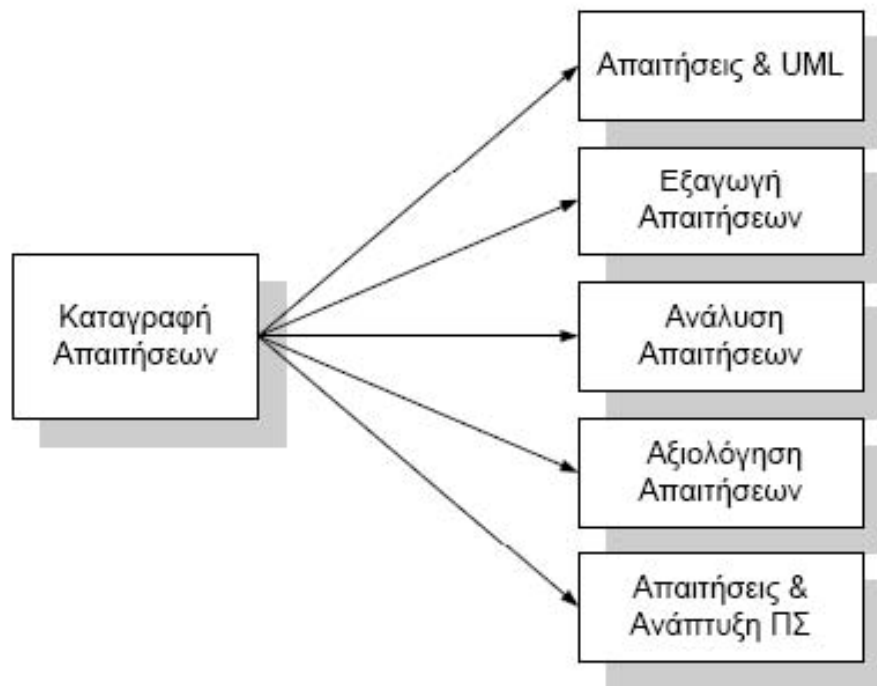 Απαιτήσεις & UML
Εξαγωγή
Απαιτήσεων
Καταγραφή
Απαιτήσεων
Ανάλυση
Απαιτήσεων
Αξιολόγηση
Απαιτήσεων
Απαιτήσεις &
Ανάπτυξη ΠΣ